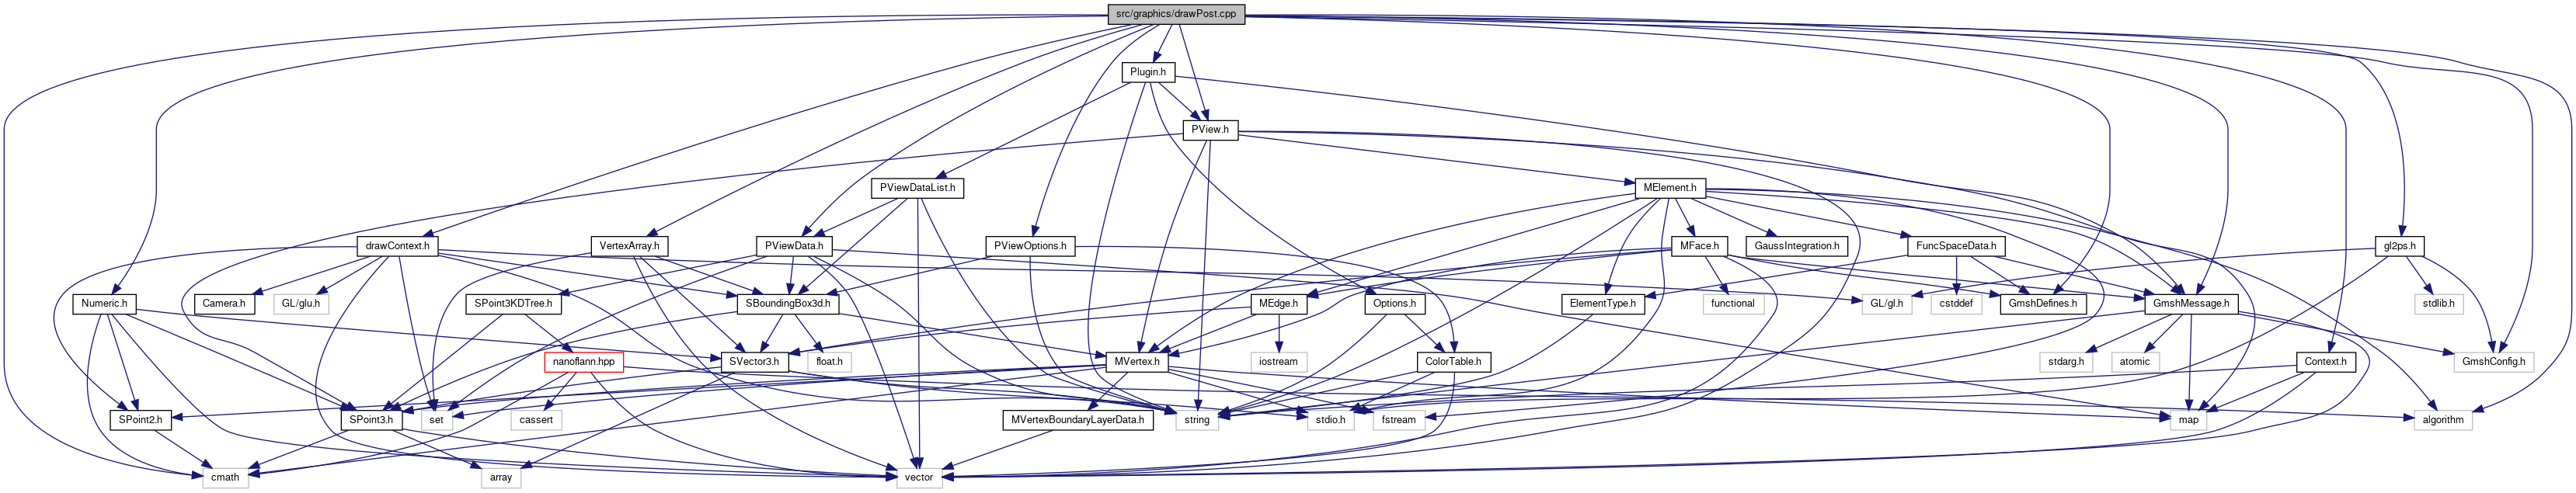 src/graphics/drawPost.cpp
Plugin.h
PView.h
PViewDataList.h
MElement.h
drawContext.h
VertexArray.h
PViewData.h
PViewOptions.h
MFace.h
GaussIntegration.h
FuncSpaceData.h
gl2ps.h
Numeric.h
Camera.h
GL/glu.h
SPoint3KDTree.h
SBoundingBox3d.h
MEdge.h
Options.h
ElementType.h
functional
GL/gl.h
cstddef
GmshDefines.h
GmshMessage.h
stdlib.h
nanoflann.hpp
SVector3.h
float.h
MVertex.h
iostream
ColorTable.h
stdarg.h
atomic
Context.h
GmshConfig.h
SPoint2.h
SPoint3.h
set
cassert
string
MVertexBoundaryLayerData.h
stdio.h
fstream
map
algorithm
cmath
array
vector